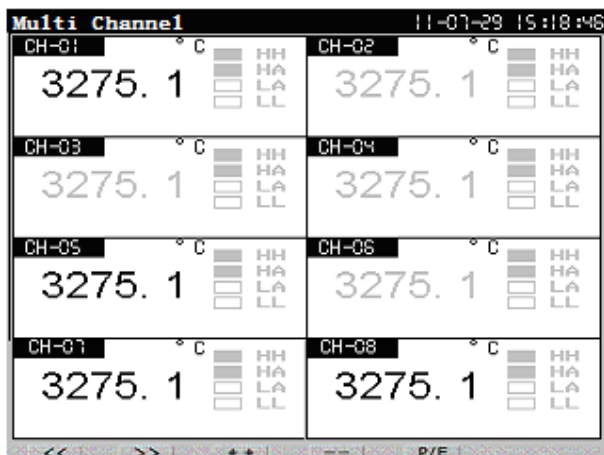 Multi Channel 11-07-29 15:18:46
CH-01 °C HH
HA
3275. 1 LA
LL
CH-02 °C HH
HA
3275. 1 LA
LL
CH-03 °C HH
HA
3275. 1 LA
LL
CH-04 °C HH
HA
3275. 1 LA
LL
CH-05 °C HH
HA
3275. 1 LA
LL
CH-06 °C HH
HA
3275. 1 LA
LL
CH-07 °C HH
HA
3275. 1 LA
LL
CH-08 °C HH
HA
3275. 1 LA
LL
<< >> ++ -- P/E